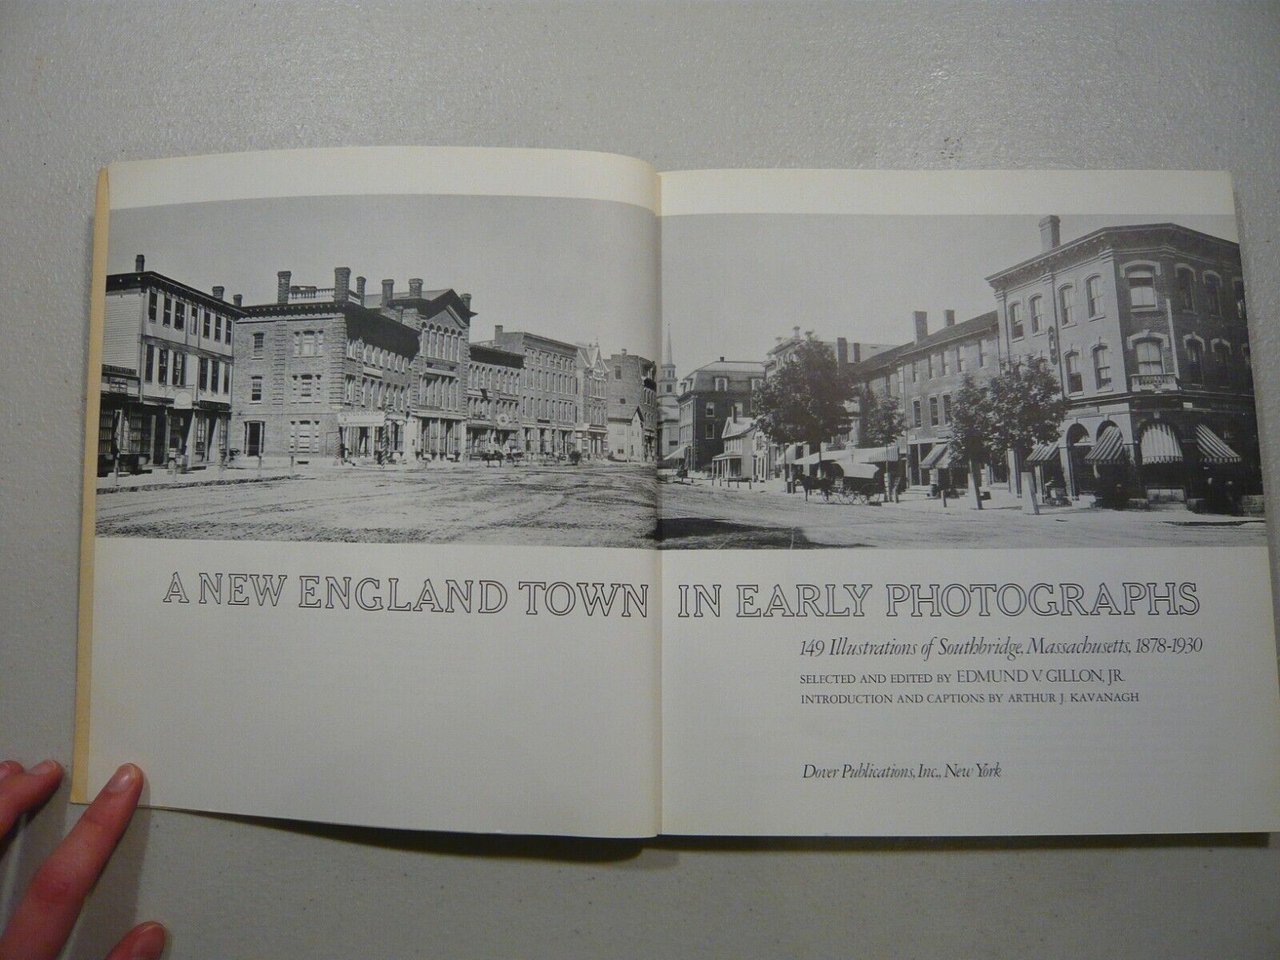 A NEW ENGLAND TOWN IN EARLY PHOTOGRAPHS
149 Illustrations of Southbridge, Massachusetts, 1878-1930
SELECTED AND EDITED BY EDMUND V. GILLON, JR.
INTRODUCTION AND CAPTIONS BY ARTHUR J. KAVANAGH
Dover Publications, Inc., New York